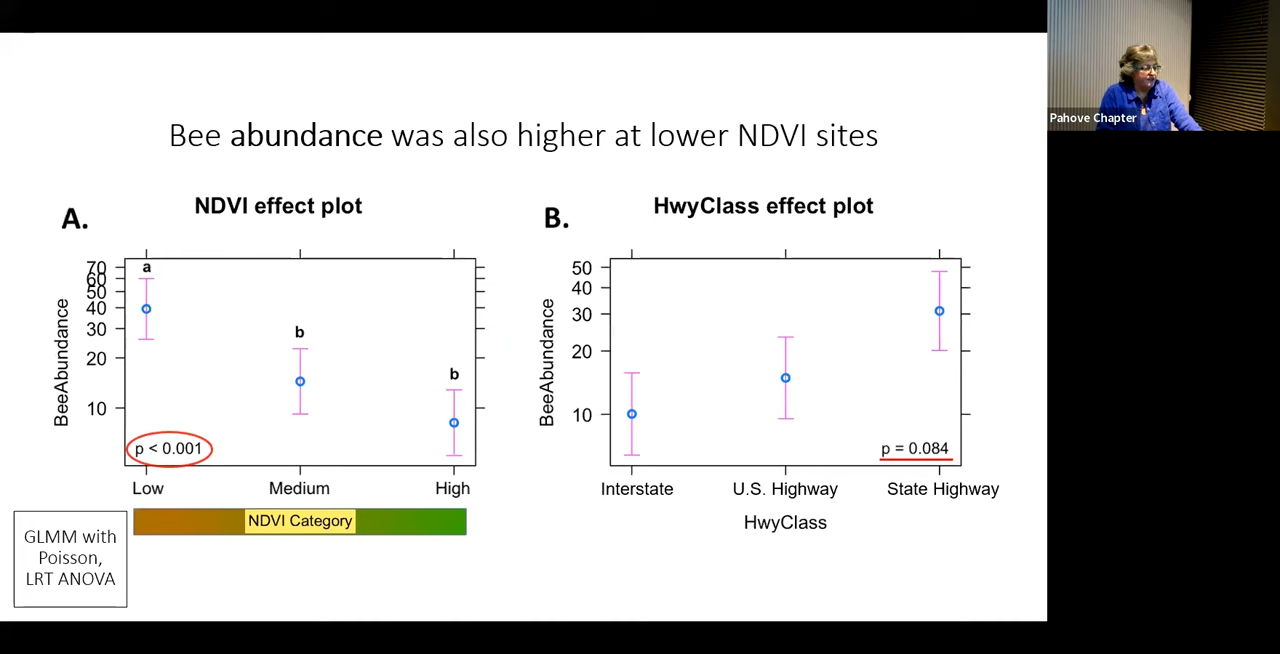 Pahove Chapter
Bee abundance was also higher at lower NDVI sites
A.
NDVI effect plot
BeeAbundance
70
60
50
40
30
20
10
a
b
b
p < 0.001
Low
Medium
High
NDVI Category
B.
HwyClass effect plot
BeeAbundance
50
40
30
20
10
p = 0.084
Interstate
U.S. Highway
State Highway
HwyClass
GLMM with
Poisson,
LRT ANOVA